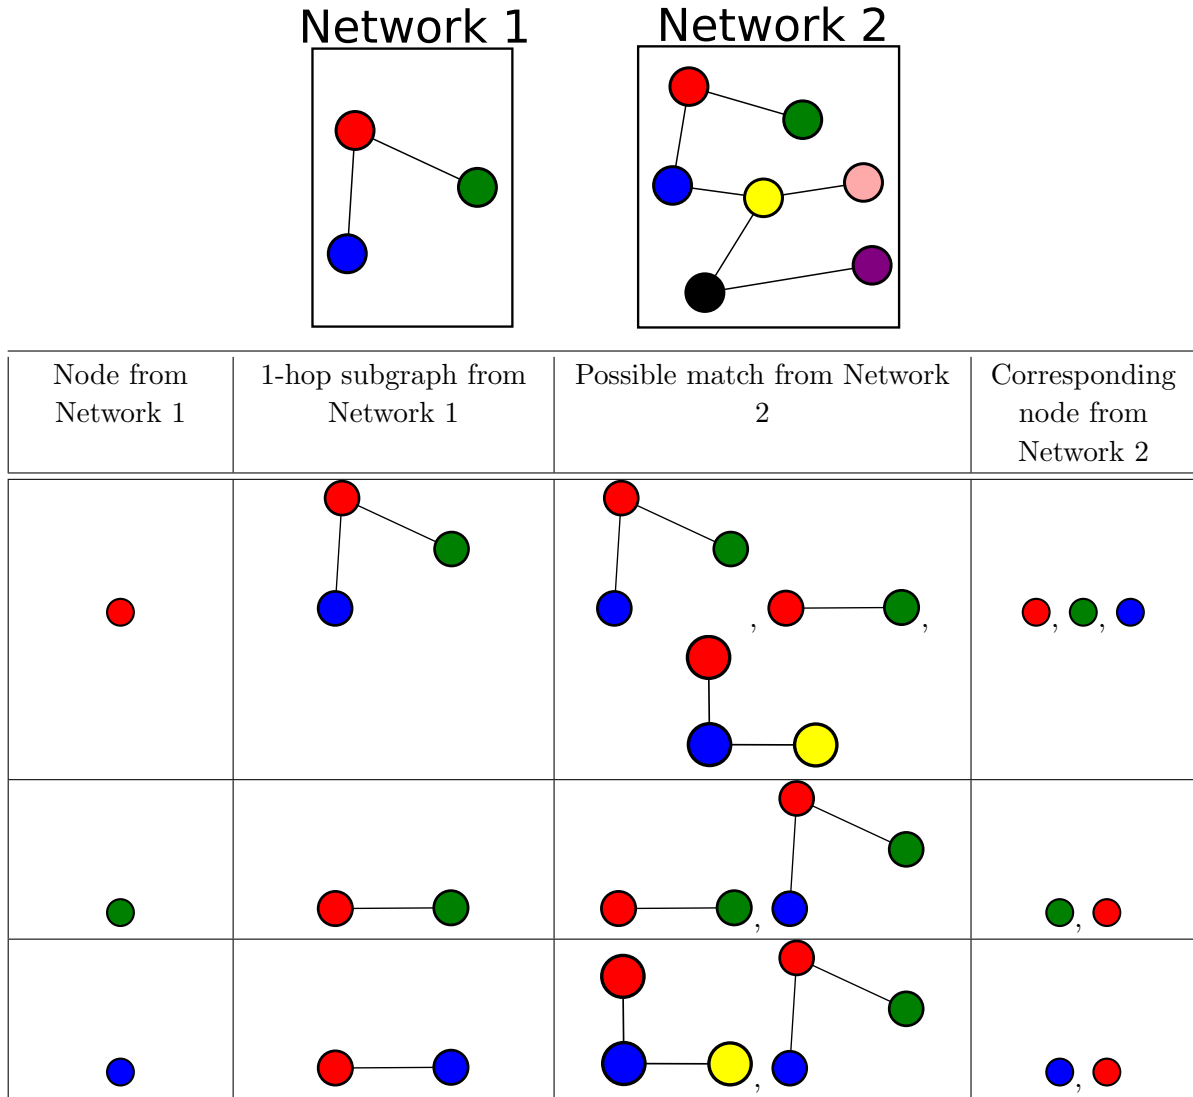 Network 1
Network 2
Node from
Network 1
1-hop subgraph from
Network 1
Possible match from Network
2
Corresponding
node from
Network 2
, ,
, ,
,
,
,
,